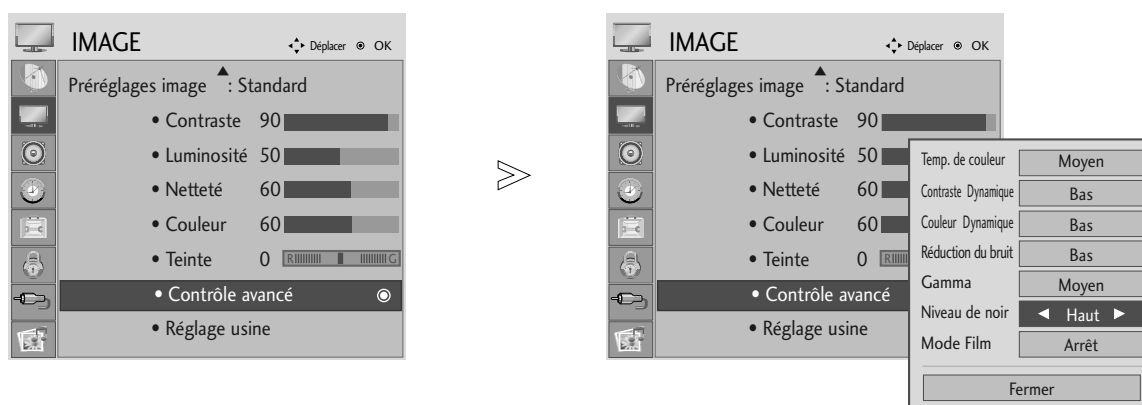 IMAGE
Déplacer OK
Préréglages image : Standard
• Contraste 90
• Luminosité 50
• Netteté 60
• Couleur 60
• Teinte 0 R G
• Contrôle avancé
• Réglage usine
IMAGE
Déplacer OK
Préréglages image : Standard
• Contraste 90
• Luminosité 50
• Netteté 60
• Couleur 60
• Teinte 0 R
• Contrôle avancé
• Réglage usine
Temp. de couleur Moyen
Contraste Dynamique Bas
Couleur Dynamique Bas
Réduction du bruit Bas
Gamma Moyen
Niveau de noir ◄ Haut ►
Mode Film Arrêt
Fermer